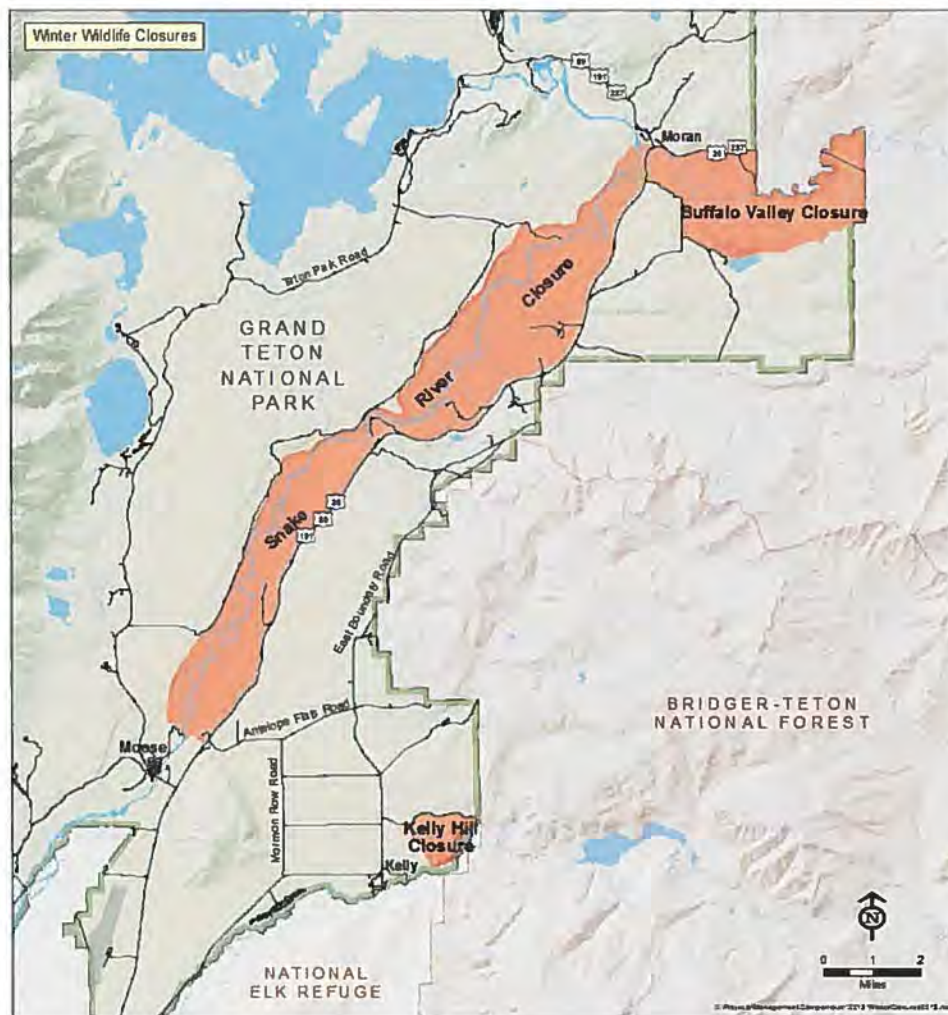 Winter Wildlife Closures
89
191
287
Moran
26
287
Buffalo Valley Closure
Teton Park Road
Closure
GRAND
TETON
NATIONAL
PARK
River
26
89
191
Snake
East Boundary Road
BRIDGER-TETON
NATIONAL FOREST
Antelope Flats Road
Moose
Mormon Row Road
Kelly Hill
Closure
Kelly
N
0 1 2
Miles
NATIONAL
ELK REFUGE